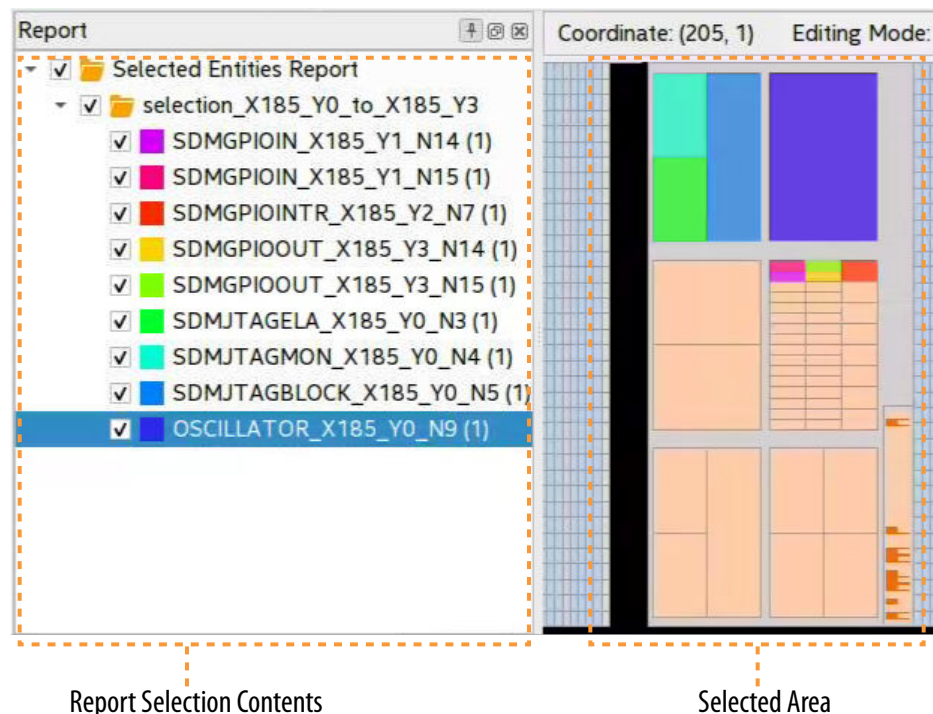 Report
Coordinate: (205, 1) Editing Mode:
Selected Entities Report
selection_X185_Y0_to_X185_Y3
SDMGPIOIN_X185_Y1_N14 (1)
SDMGPIOIN_X185_Y1_N15 (1)
SDMGPIOINTR_X185_Y2_N7 (1)
SDMGPIOOUT_X185_Y3_N14 (1)
SDMGPIOOUT_X185_Y3_N15 (1)
SDMJTAGELA_X185_Y0_N3 (1)
SDMJTAGMON_X185_Y0_N4 (1)
SDMJTAGBLOCK_X185_Y0_N5 (1)
OSCILLATOR_X185_Y0_N9 (1)
Report Selection Contents
Selected Area